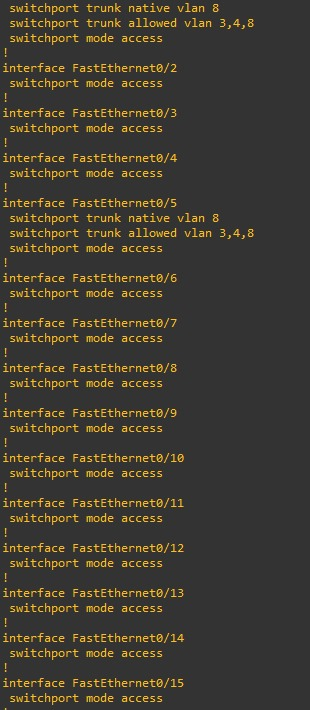 switchport trunk native vlan 8
switchport trunk allowed vlan 3,4,8
switchport mode access
!
interface FastEthernet0/2
switchport mode access
!
interface FastEthernet0/3
switchport mode access
!
interface FastEthernet0/4
switchport mode access
!
interface FastEthernet0/5
switchport trunk native vlan 8
switchport trunk allowed vlan 3,4,8
switchport mode access
!
interface FastEthernet0/6
switchport mode access
!
interface FastEthernet0/7
switchport mode access
!
interface FastEthernet0/8
switchport mode access
!
interface FastEthernet0/9
switchport mode access
!
interface FastEthernet0/10
switchport mode access
!
interface FastEthernet0/11
switchport mode access
!
interface FastEthernet0/12
switchport mode access
!
interface FastEthernet0/13
switchport mode access
!
interface FastEthernet0/14
switchport mode access
!
interface FastEthernet0/15
switchport mode access